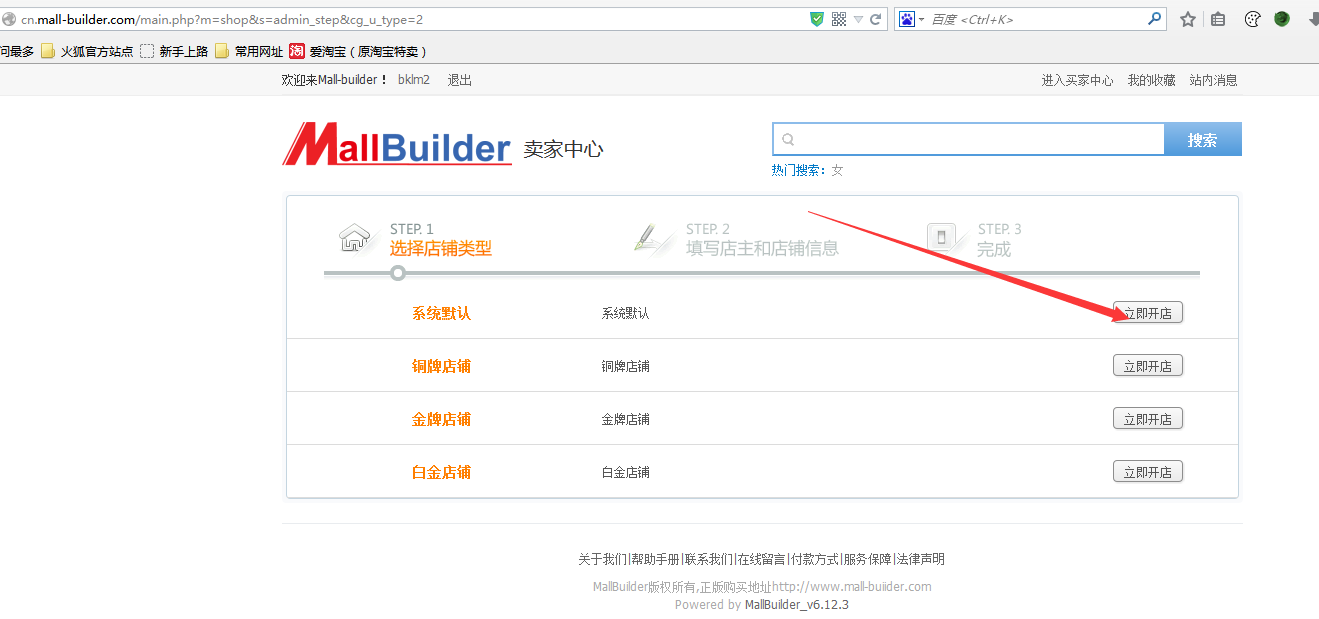 cn.mall-builder.com/main.php?m=shop&s=admin_step&cg_u_type=2
百度 <Ctrl+K>
问最多 火狐官方站点 新手上路 常用网址 淘 爱淘宝（原淘宝特卖）
欢迎来Mall-builder！ bklm2 退出 进入买家中心 我的收藏 站内消息
MallBuilder 卖家中心
搜索
热门搜索：女
STEP. 1 STEP. 2 STEP. 3
选择店铺类型 填写店主和店铺信息 完成
系统默认 系统默认 立即开店
铜牌店铺 铜牌店铺 立即开店
金牌店铺 金牌店铺 立即开店
白金店铺 白金店铺 立即开店
关于我们|帮助手册|联系我们|在线留言|付款方式|服务保障|法律声明
MallBuilder版权所有,正版购买地址http://www.mall-builder.com
Powered by MallBuilder_v6.12.3